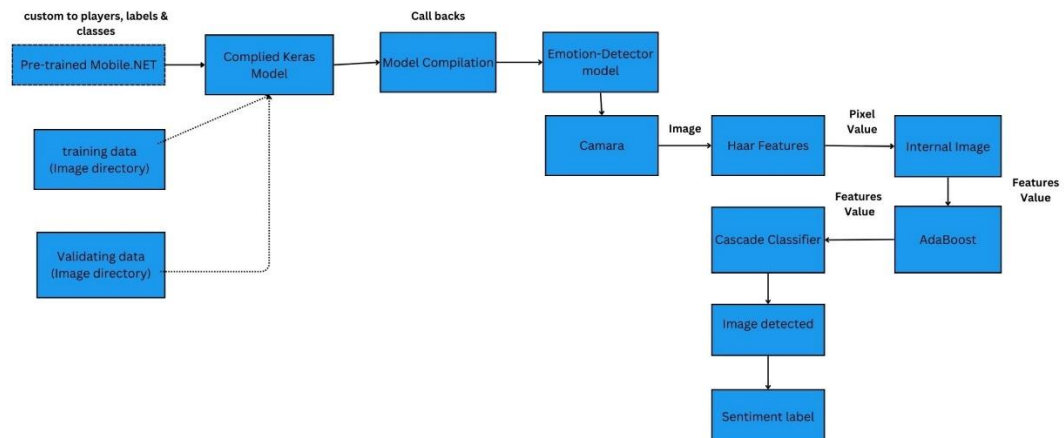 custom to players, labels &
classes
Pre-trained Mobile.NET
Complied Keras
Model
Call backs
Model Compilation
Emotion-Detector
model
training data
(Image directory)
Validating data
(Image directory)
Camara
Image
Haar Features
Pixel
Value
Internal Image
Features
Value
AdaBoost
Features
Value
Cascade Classifier
Image detected
Sentiment label